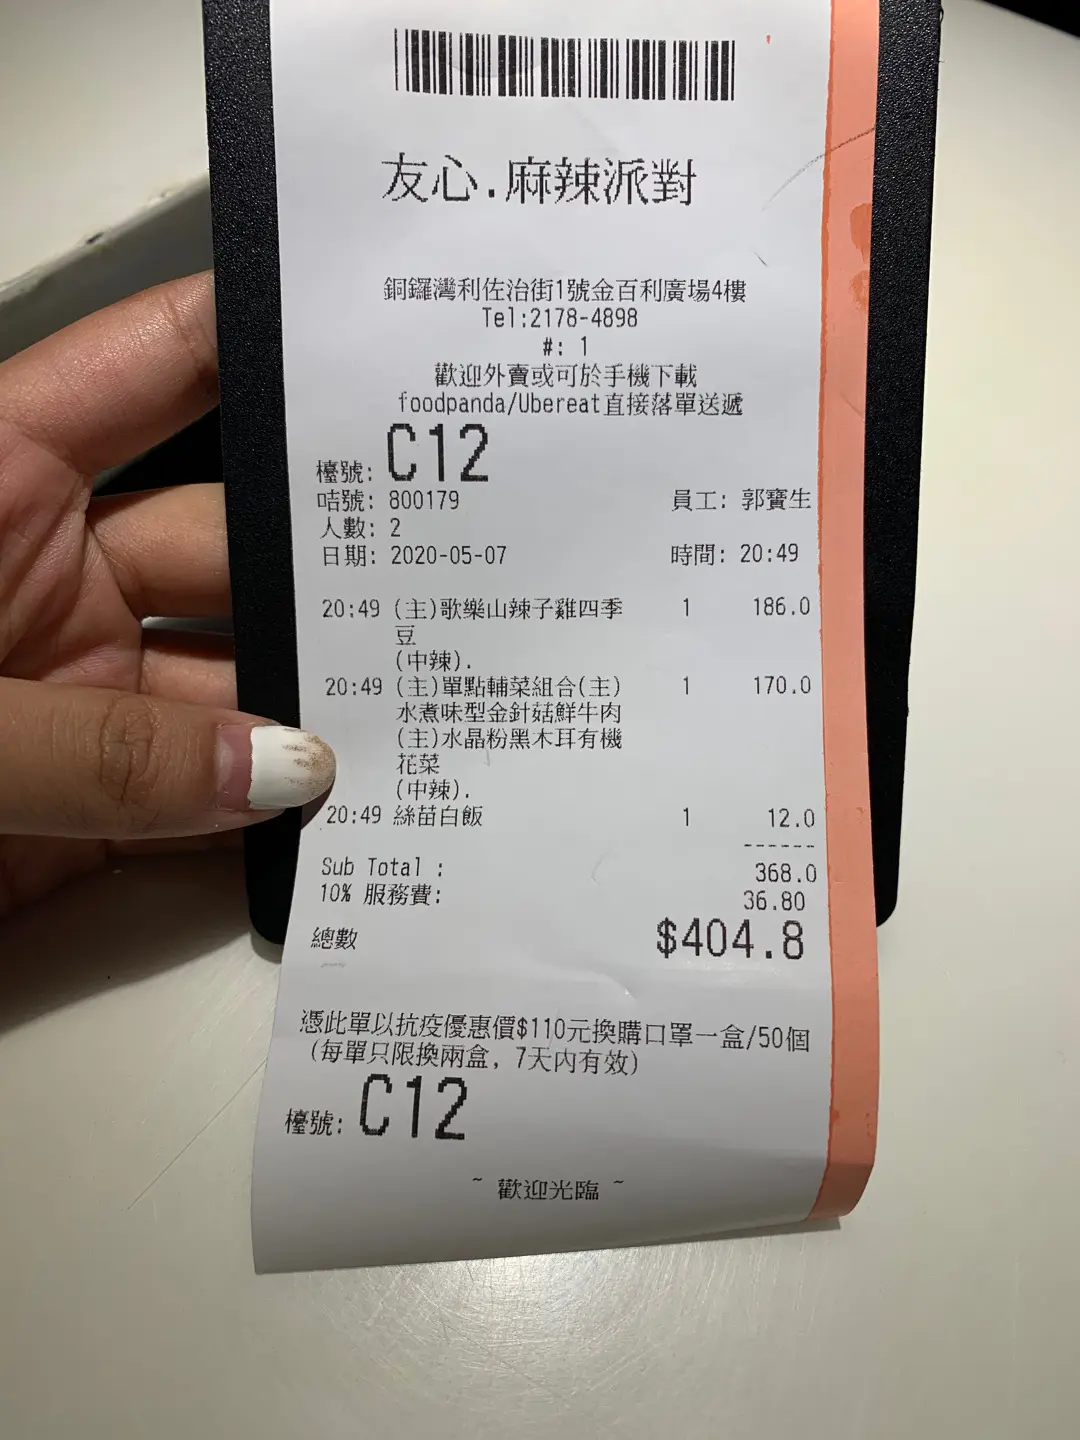 友心.麻辣派對
銅鑼灣利佐治街1號金百利廣場4樓
Tel:2178-4898
#: 1
歡迎外賣或可於手機下載
foodpanda/Ubereat直接落單送遞
檯號: C12
咭號: 800179 員工: 郭寶生
人數: 2
日期: 2020-05-07 時間: 20:49
20:49 (主)歌樂山辣子雞四季 1 186.0
豆
(中辣).
20:49 (主)單點輔菜組合(主) 1 170.0
水煮味型金針菇鮮牛肉
(主)水晶粉黑木耳有機
花菜
(中辣).
20:49 絲苗白飯 1 12.0
------
Sub Total : 368.0
10% 服務費: 36.80
總數 $404.8
憑此單以抗疫優惠價$110元換購口罩一盒/50個
(每單只限換兩盒, 7天內有效)
檯號: C12
~ 歡迎光臨 ~